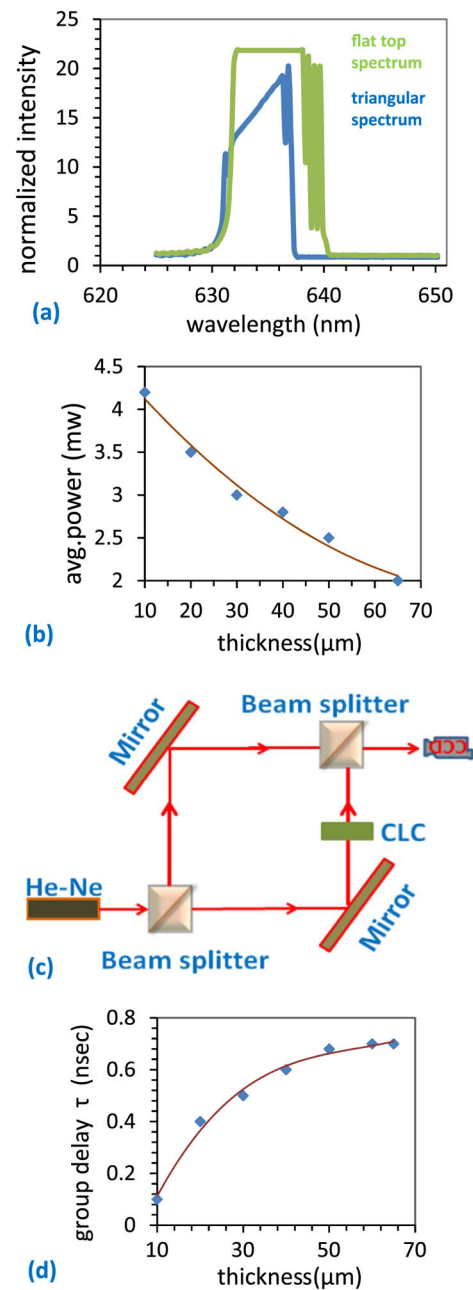 25
20
15
10
5
0
620
630
640
650
normalized intensity
wavelength (nm)
flat top
spectrum
triangular
spectrum
(a)
4.5
4
3.5
3
2.5
2
10
20
30
40
50
60
70
avg.power (mw)
thickness(μm)
(b)
Mirror
Beam splitter
CCD
CLC
He-Ne
Mirror
Beam splitter
(c)
0.8
0.6
0.4
0.2
0
10
30
50
70
group delay τ (nsec)
thickness(μm)
(d)